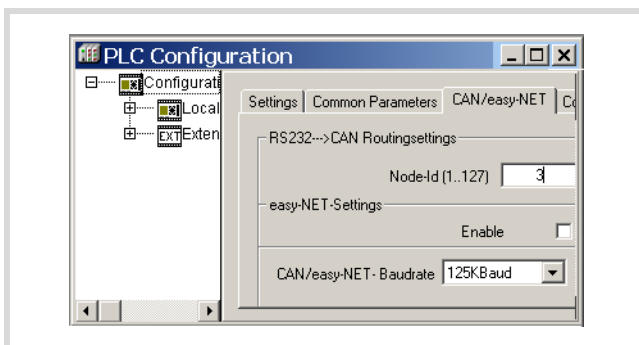 PLC Configuration
Configurati
Local
EXT Exten
Settings Common Parameters CAN/easy-NET Co
RS232--->CAN Routingsettings
Node-Id (1..127) 3
easy-NET-Settings
Enable
CAN/easy-NET- Baudrate 125KBaud